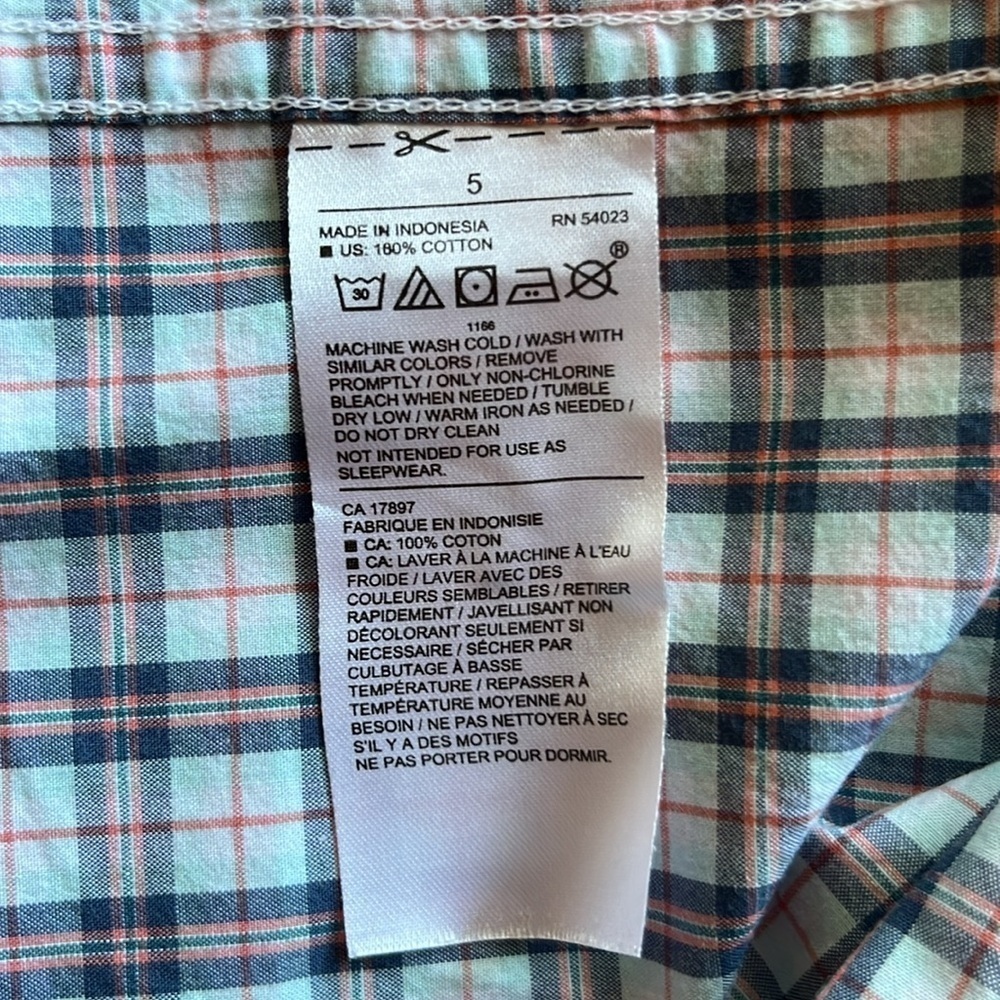 5
MADE IN INDONESIA RN 54023
■ US: 100% COTTON
30
®
1166
MACHINE WASH COLD / WASH WITH
SIMILAR COLORS / REMOVE
PROMPTLY / ONLY NON-CHLORINE
BLEACH WHEN NEEDED / TUMBLE
DRY LOW / WARM IRON AS NEEDED /
DO NOT DRY CLEAN
NOT INTENDED FOR USE AS
SLEEPWEAR.
CA 17897
FABRIQUE EN INDONISIE
■ CA: 100% COTON
■ CA: LAVER À LA MACHINE À L'EAU
FROIDE / LAVER AVEC DES
COULEURS SEMBLABLES / RETIRER
RAPIDEMENT / JAVELLISANT NON
DÉCOLORANT SEULEMENT SI
NECESSAIRE / SÉCHER PAR
CULBUTAGE À BASSE
TEMPÉRATURE / REPASSER À
TEMPÉRATURE MOYENNE AU
BESOIN / NE PAS NETTOYER À SEC
S'IL Y A DES MOTIFS
NE PAS PORTER POUR DORMIR.